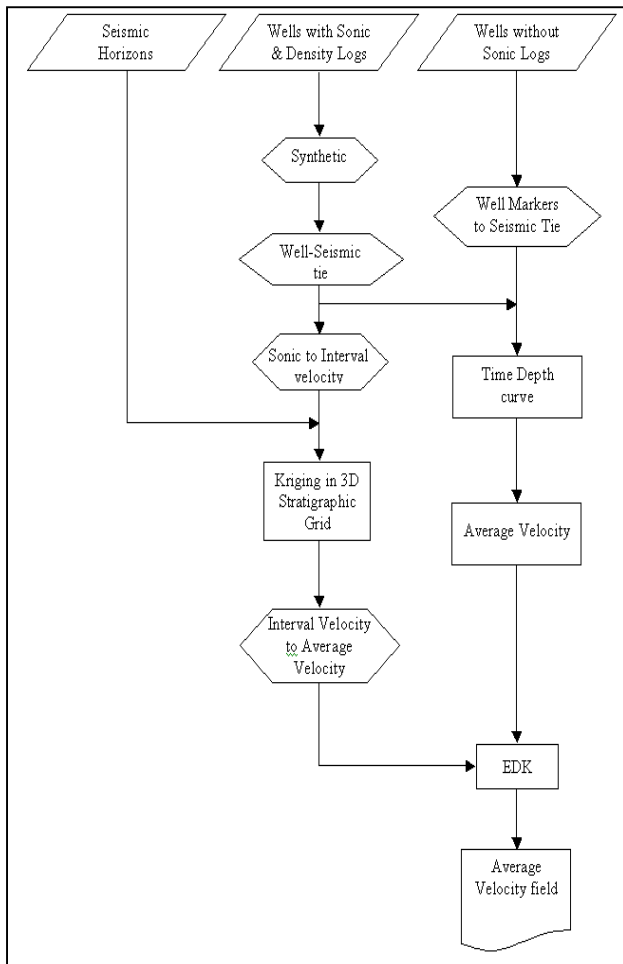 Seismic
Horizons
Wells with Sonic
& Density Logs
Wells without
Sonic Logs
Synthetic
Well Markers
to Seismic Tie
Well-Seismic
tie
Sonic to Interval
velocity
Time Depth
curve
Kriging in 3D
Stratigraphic
Grid
Average Velocity
Interval Velocity
to Average
Velocity
EDK
Average
Velocity field